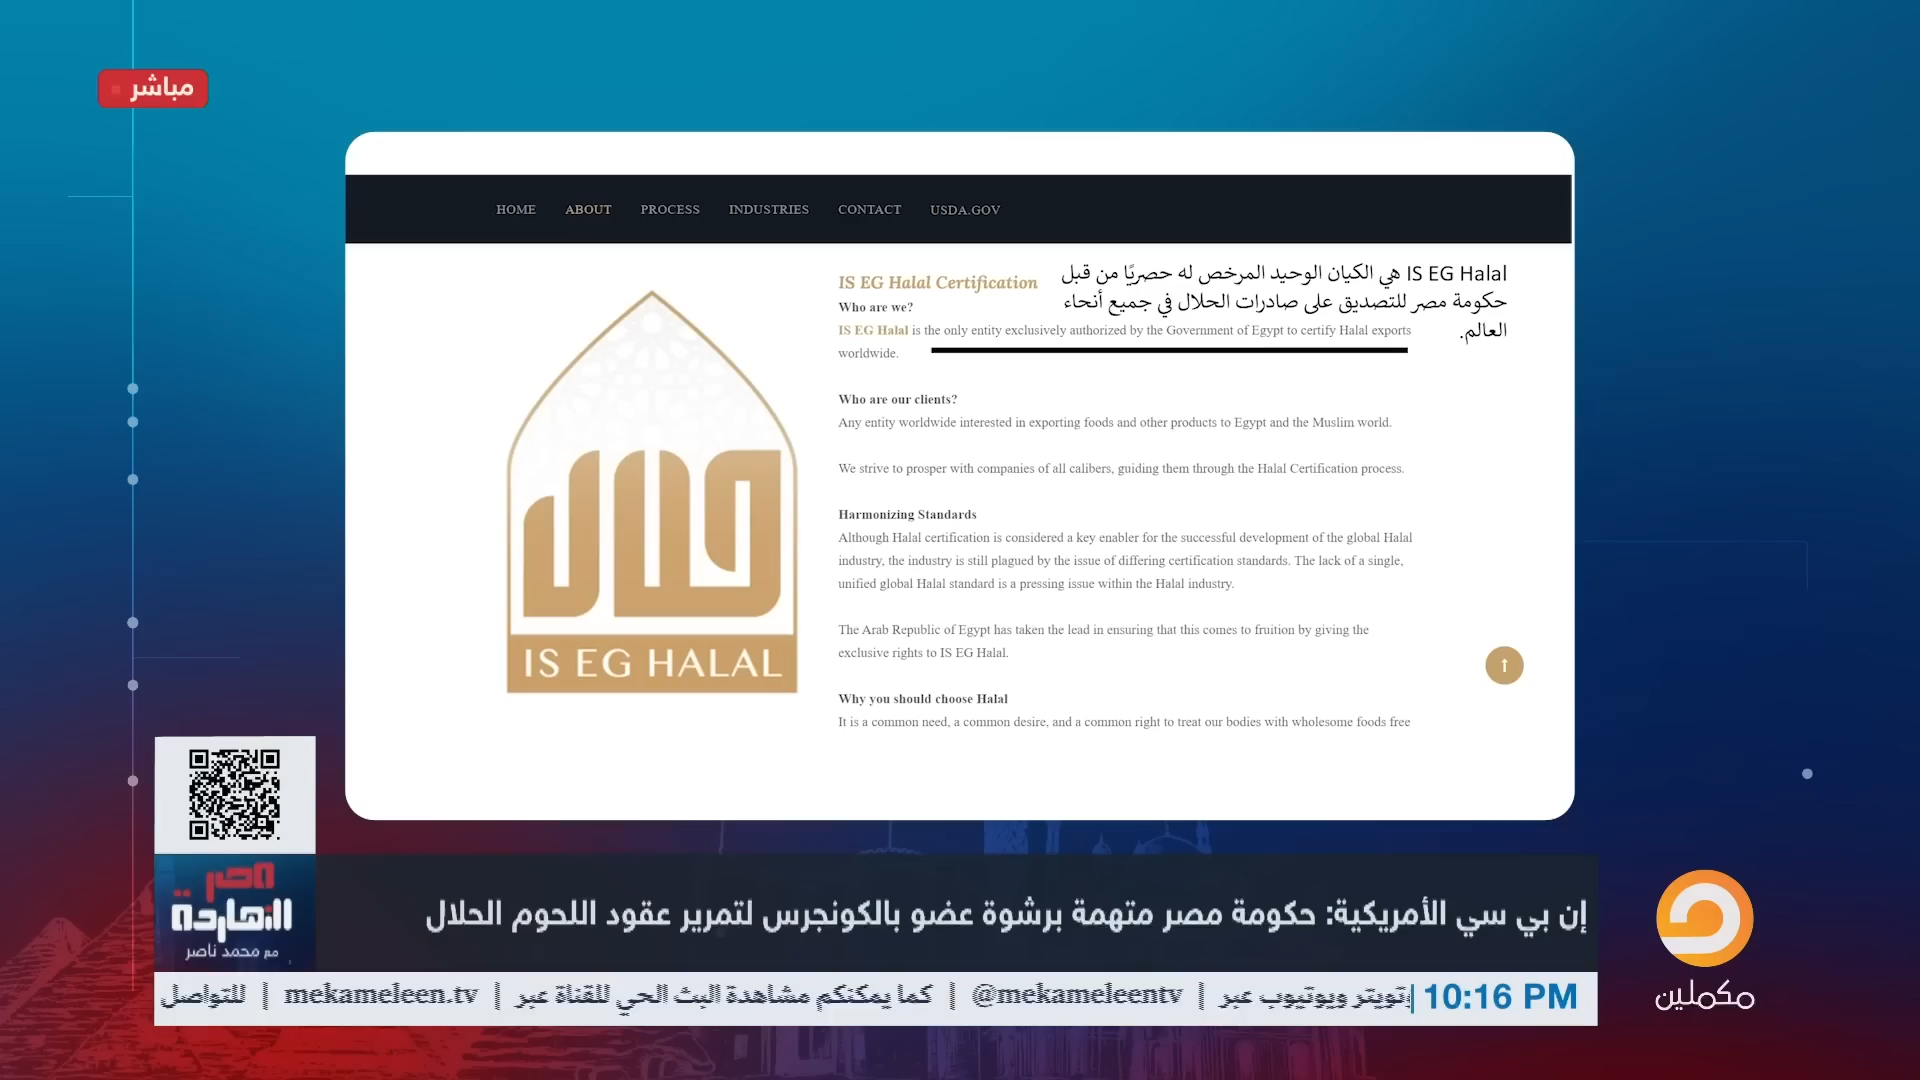 مباشر
HOME ABOUT PROCESS INDUSTRIES CONTACT USDA.GOV
IS EG Halal هي الكيان الوحيد المرخص له حصريًا من قبل
حكومة مصر للتصديق على صادرات الحلال في جميع أنحاء
العالم.
IS EG Halal Certification
Who are we?
IS EG Halal is the only entity exclusively authorized by the Government of Egypt to certify Halal exports
worldwide.
Who are our clients?
Any entity worldwide interested in exporting foods and other products to Egypt and the Muslim world.
We strive to prosper with companies of all calibers, guiding them through the Halal Certification process.
Harmonizing Standards
Although Halal certification is considered a key enabler for the successful development of the global Halal
industry, the industry is still plagued by the issue of differing certification standards. The lack of a single,
unified global Halal standard is a pressing issue within the Halal industry.
The Arab Republic of Egypt has taken the lead in ensuring that this comes to fruition by giving the
exclusive rights to IS EG Halal.
Why you should choose Halal
It is a common need, a common desire, and a common right to treat our bodies with wholesome foods free
حلال
IS EG HALAL
مصر
النهاردة
مع محمد ناصر
إن بي سي الأمريكية: حكومة مصر متهمة برشوة عضو بالكونجرس لتمرير عقود اللحوم الحلال
وتويتر ويوتيوب عبر | @mekameleentv | كما يمكنكم مشاهدة البث الحي للقناة عبر | mekameleen.tv | للتواصل
10:16 PM
مكملين